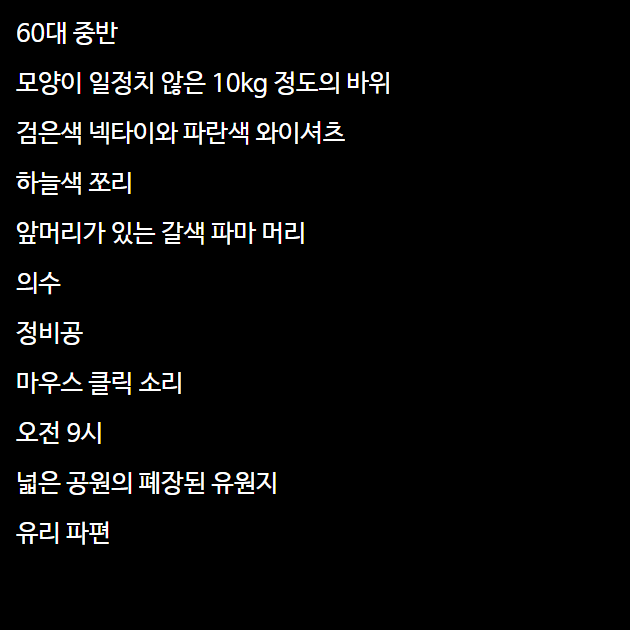 60대 중반
모양이 일정치 않은 10kg 정도의 바위
검은색 넥타이와 파란색 와이셔츠
하늘색 쪼리
앞머리가 있는 갈색 파마 머리
의수
정비공
마우스 클릭 소리
오전 9시
넓은 공원의 폐장된 유원지
유리 파편